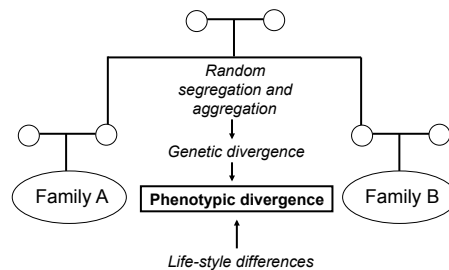 Random
segregation and
aggregation
Genetic divergence
Family A
Phenotypic divergence
Family B
Life-style differences